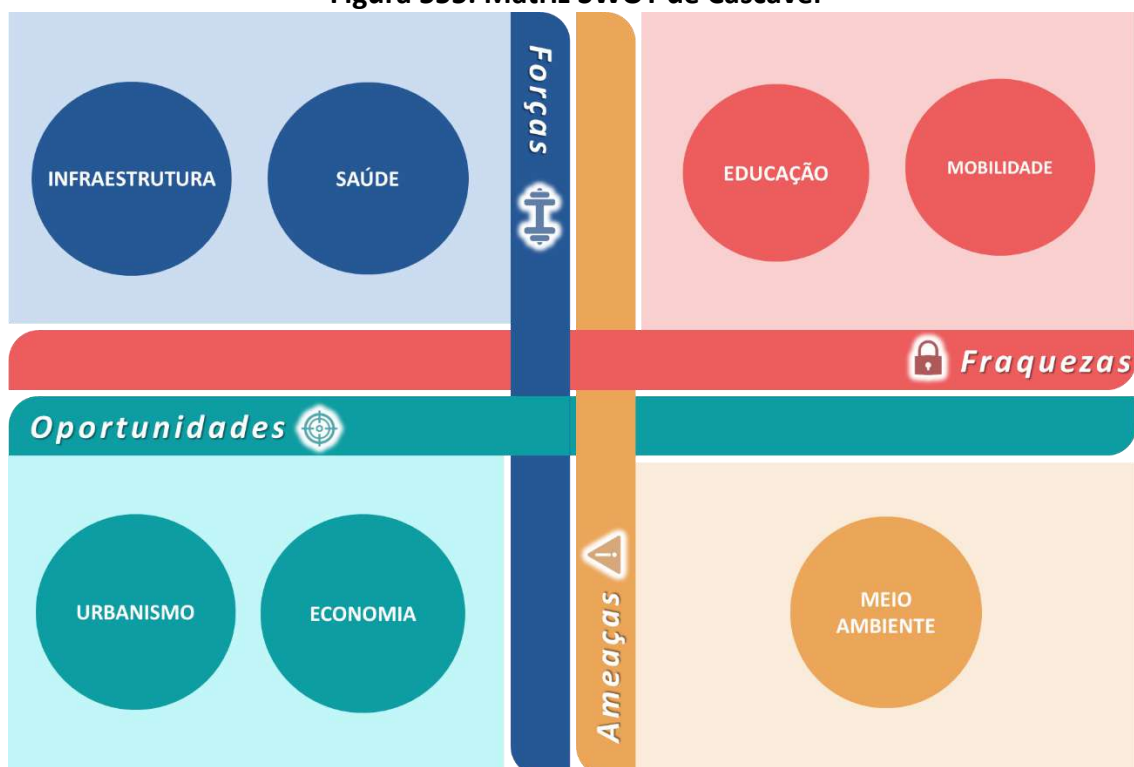 Forças
INFRAESTRUTURA
SAÚDE
EDUCAÇÃO
MOBILIDADE
Fraquezas
Oportunidades
URBANISMO
ECONOMIA
Ameaças
MEIO
AMBIENTE